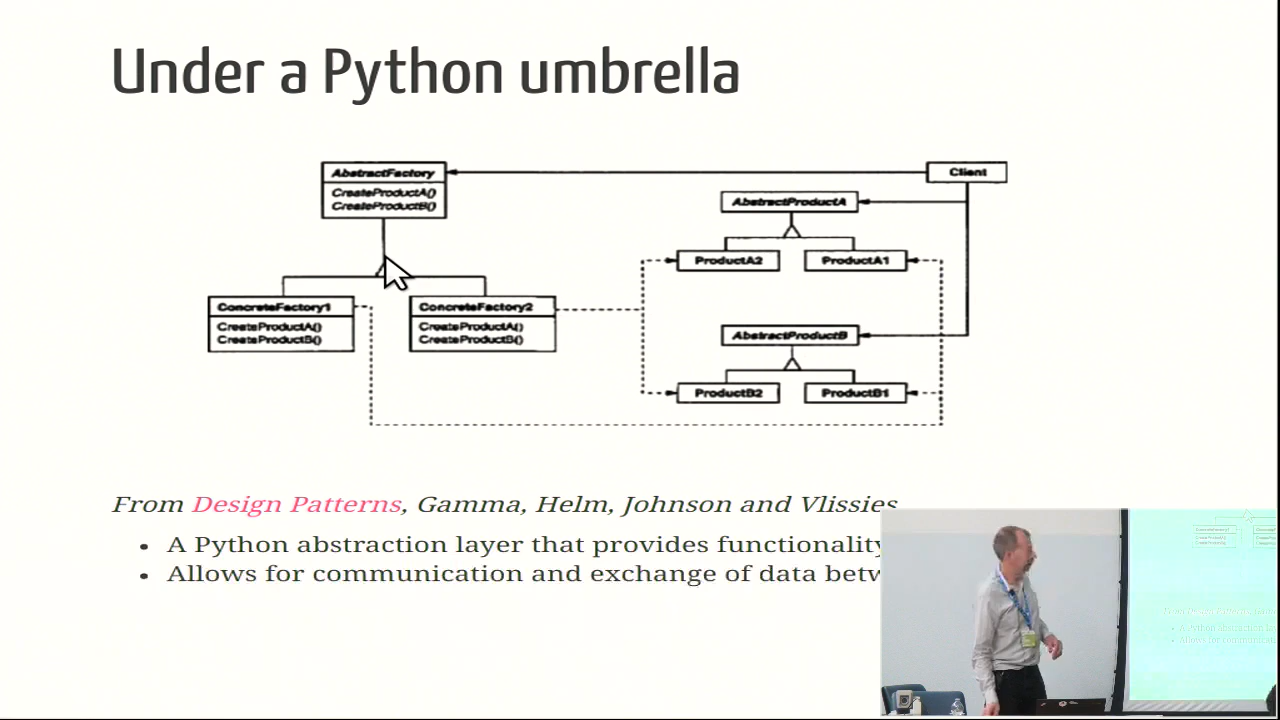 Under a Python umbrella
AbstractFactory
CreateProductA()
CreateProductB()
Client
AbstractProductA
ProductA2
ProductA1
ConcreteFactory1
CreateProductA()
CreateProductB()
ConcreteFactory2
CreateProductA()
CreateProductB()
AbstractProductB
ProductB2
ProductB1
From Design Patterns, Gamma, Helm, Johnson and Vlissies
• A Python abstraction layer that provides functionality
• Allows for communication and exchange of data